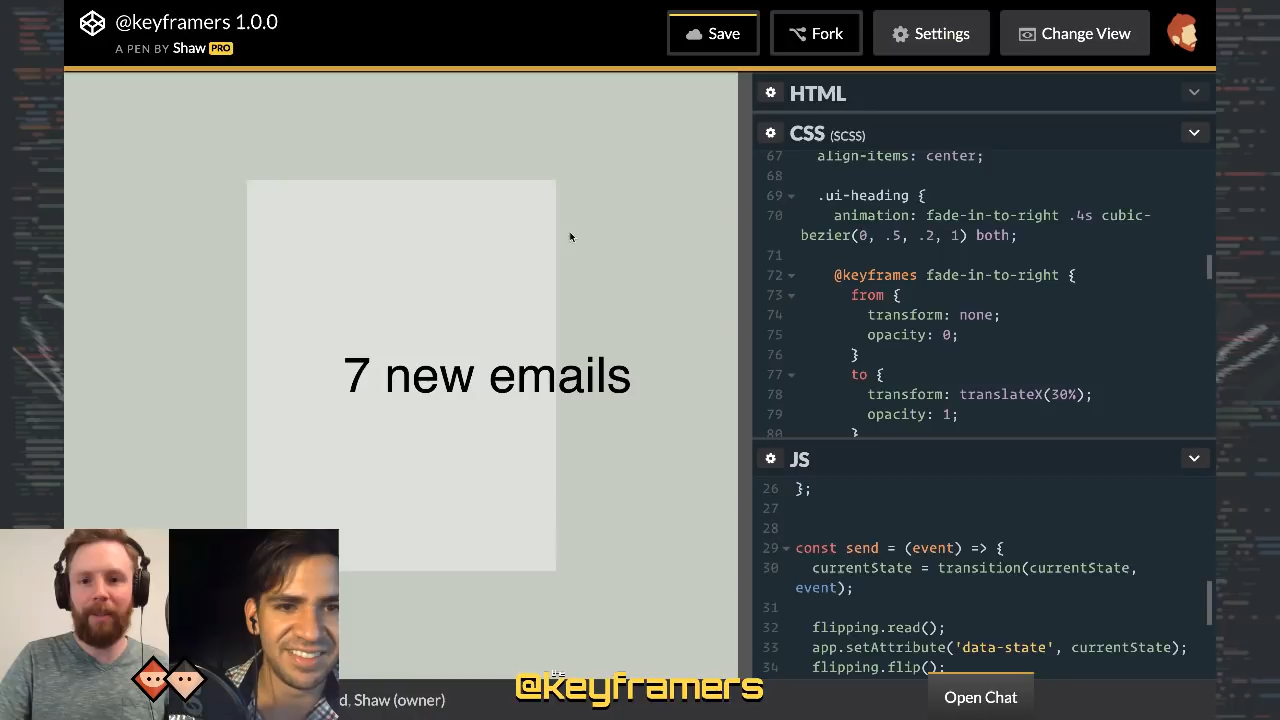 @keyframers 1.0.0
A PEN BY Shaw PRO
Save
Fork
Settings
Change View
7 new emails
HTML
CSS (SCSS)
67 align-items: center;
68
69 .ui-heading {
70 animation: fade-in-to-right .4s cubic-
bezier(0, .5, .2, 1) both;
71
72 @keyframes fade-in-to-right {
73 from {
74 transform: none;
75 opacity: 0;
76 }
77 to {
78 transform: translateX(30%);
79 opacity: 1;
80 }
JS
26 };
27
28
29 const send = (event) => {
30 currentState = transition(currentState,
event);
31
32 flipping.read();
33 app.setAttribute('data-state', currentState);
34 flipping.flip();
d, Shaw (owner)
@keyframers
Open Chat